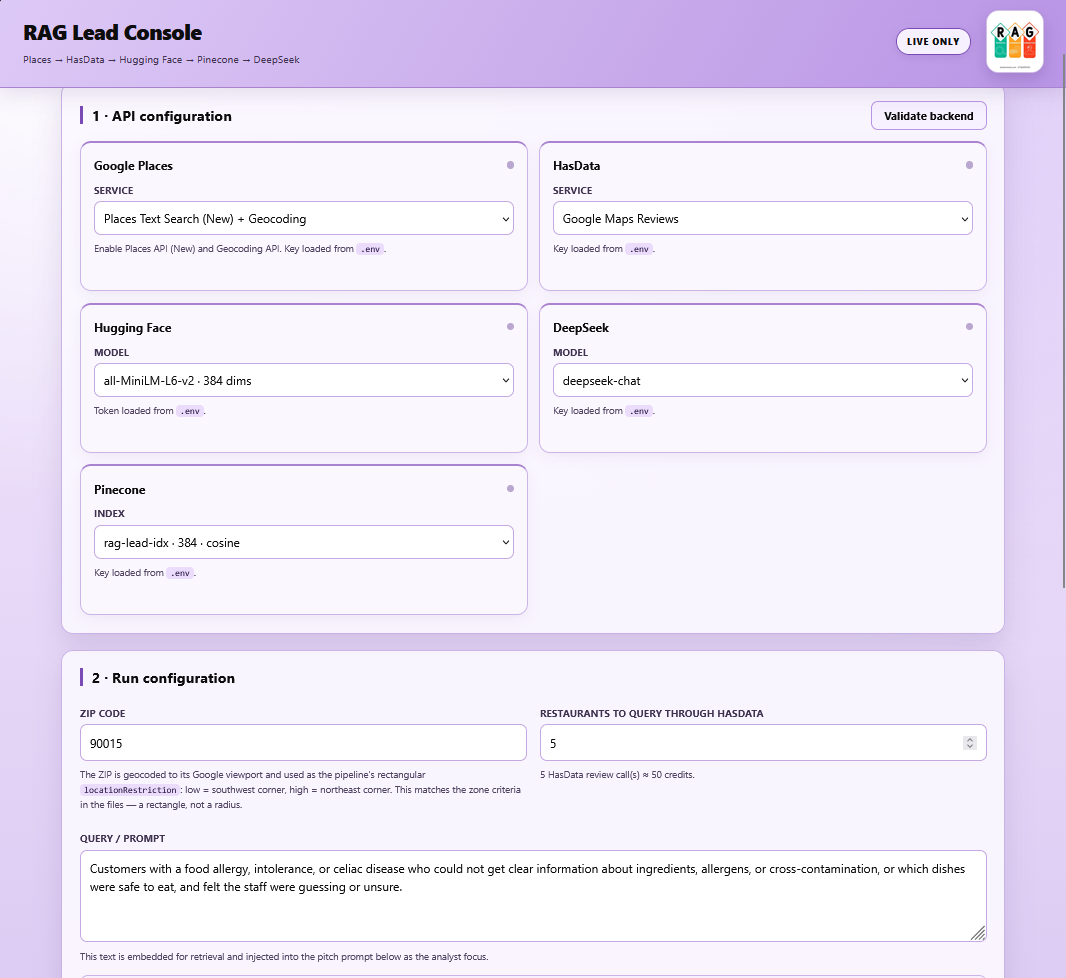 RAG Lead Console
Places → HasData → Hugging Face → Pinecone → DeepSeek
LIVE ONLY
R A G
1 · API configuration
Validate backend
Google Places
SERVICE
Places Text Search (New) + Geocoding
Enable Places API (New) and Geocoding API. Key loaded from .env.
HasData
SERVICE
Google Maps Reviews
Key loaded from .env.
Hugging Face
MODEL
all-MiniLM-L6-v2 · 384 dims
Token loaded from .env.
DeepSeek
MODEL
deepseek-chat
Key loaded from .env.
Pinecone
INDEX
rag-lead-idx · 384 · cosine
Key loaded from .env.
2 · Run configuration
ZIP CODE
90015
The ZIP is geocoded to its Google viewport and used as the pipeline's rectangular
locationRestriction: low = southwest corner, high = northeast corner. This matches the zone criteria
in the files — a rectangle, not a radius.
RESTAURANTS TO QUERY THROUGH HASDATA
5
5 HasData review call(s) ≈ 50 credits.
QUERY / PROMPT
Customers with a food allergy, intolerance, or celiac disease who could not get clear information about ingredients, allergens, or cross-contamination, or which dishes
were safe to eat, and felt the staff were guessing or unsure.
This text is embedded for retrieval and injected into the pitch prompt below as the analyst focus.